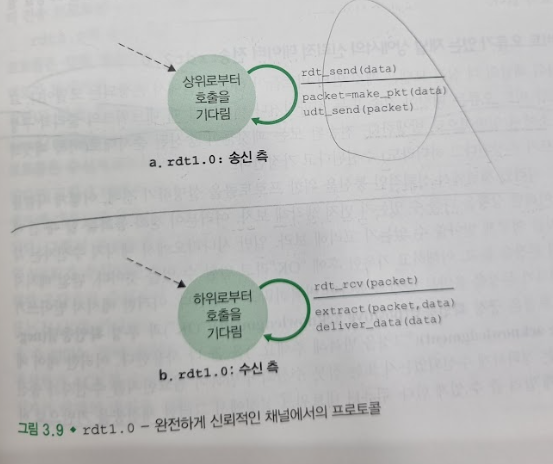 상위로부터
호출을
기다림
rdt_send(data)
packet=make_pkt(data)
udt_send(packet)
a. rdt1.0: 송신 측
하위로부터
호출을
기다림
rdt_rcv(packet)
extract(packet,data)
deliver_data(data)
b. rdt1.0: 수신 측
그림 3.9 ◆ rdt1.0 – 완전하게 신뢰적인 채널에서의 프로토콜